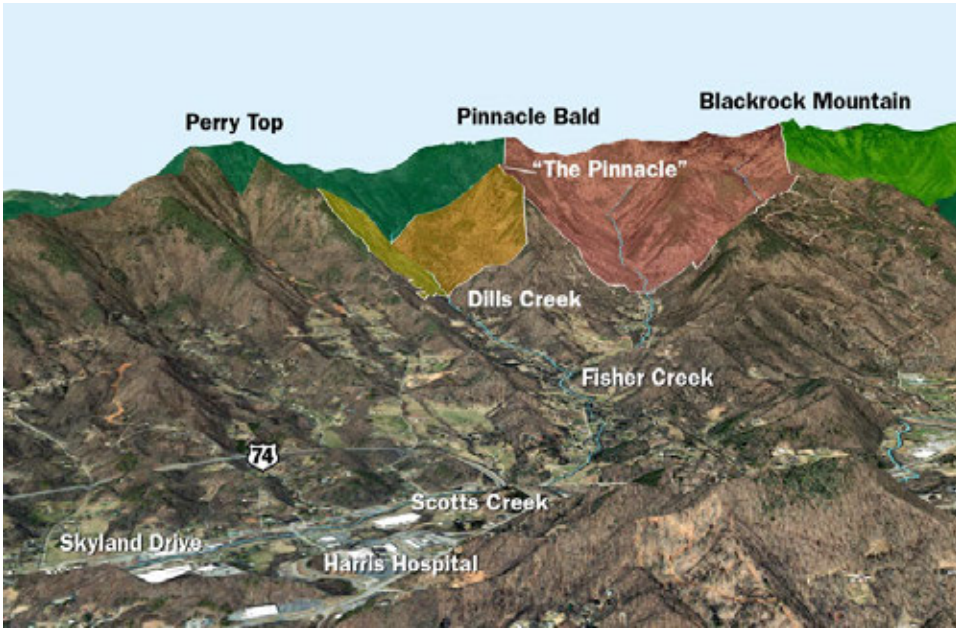 Blackrock Mountain
Perry Top
Pinnacle Bald
“The Pinnacle”
Dills Creek
Fisher Creek
74
Scotts Creek
Skyland Drive
Harris Hospital